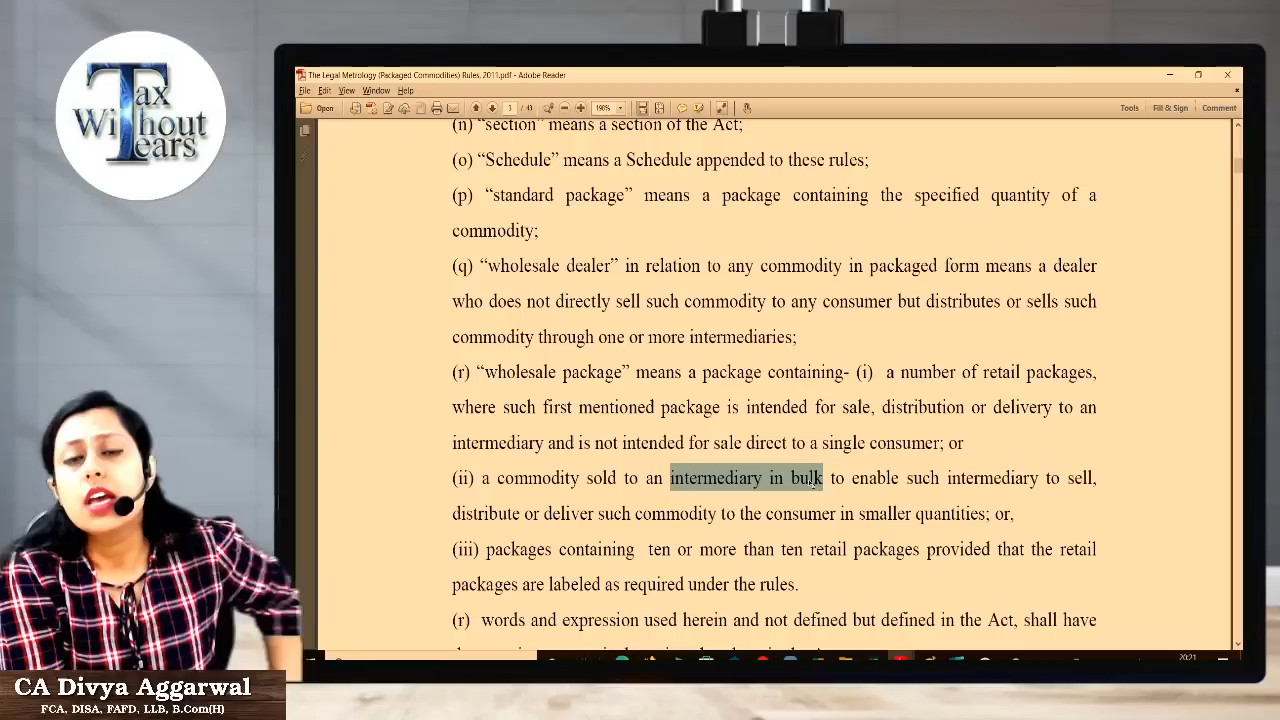 Tax
Without
Tears
The Legal Metrology (Packaged Commodities) Rules, 2011.pdf - Adobe Reader
File Edit View Window Help
Open 198% Tools Fill & Sign Comment
(n) “section” means a section of the Act;
(o) “Schedule” means a Schedule appended to these rules;
(p) “standard package” means a package containing the specified quantity of a
commodity;
(q) “wholesale dealer” in relation to any commodity in packaged form means a dealer
who does not directly sell such commodity to any consumer but distributes or sells such
commodity through one or more intermediaries;
(r) “wholesale package” means a package containing- (i) a number of retail packages,
where such first mentioned package is intended for sale, distribution or delivery to an
intermediary and is not intended for sale direct to a single consumer; or
(ii) a commodity sold to an intermediary in bulk to enable such intermediary to sell,
distribute or deliver such commodity to the consumer in smaller quantities; or,
(iii) packages containing ten or more than ten retail packages provided that the retail
packages are labeled as required under the rules.
(r) words and expression used herein and not defined but defined in the Act, shall have
20:21
CA Divya Aggarwal
FCA, DISA, FAFD, LLB, B.Com(H)